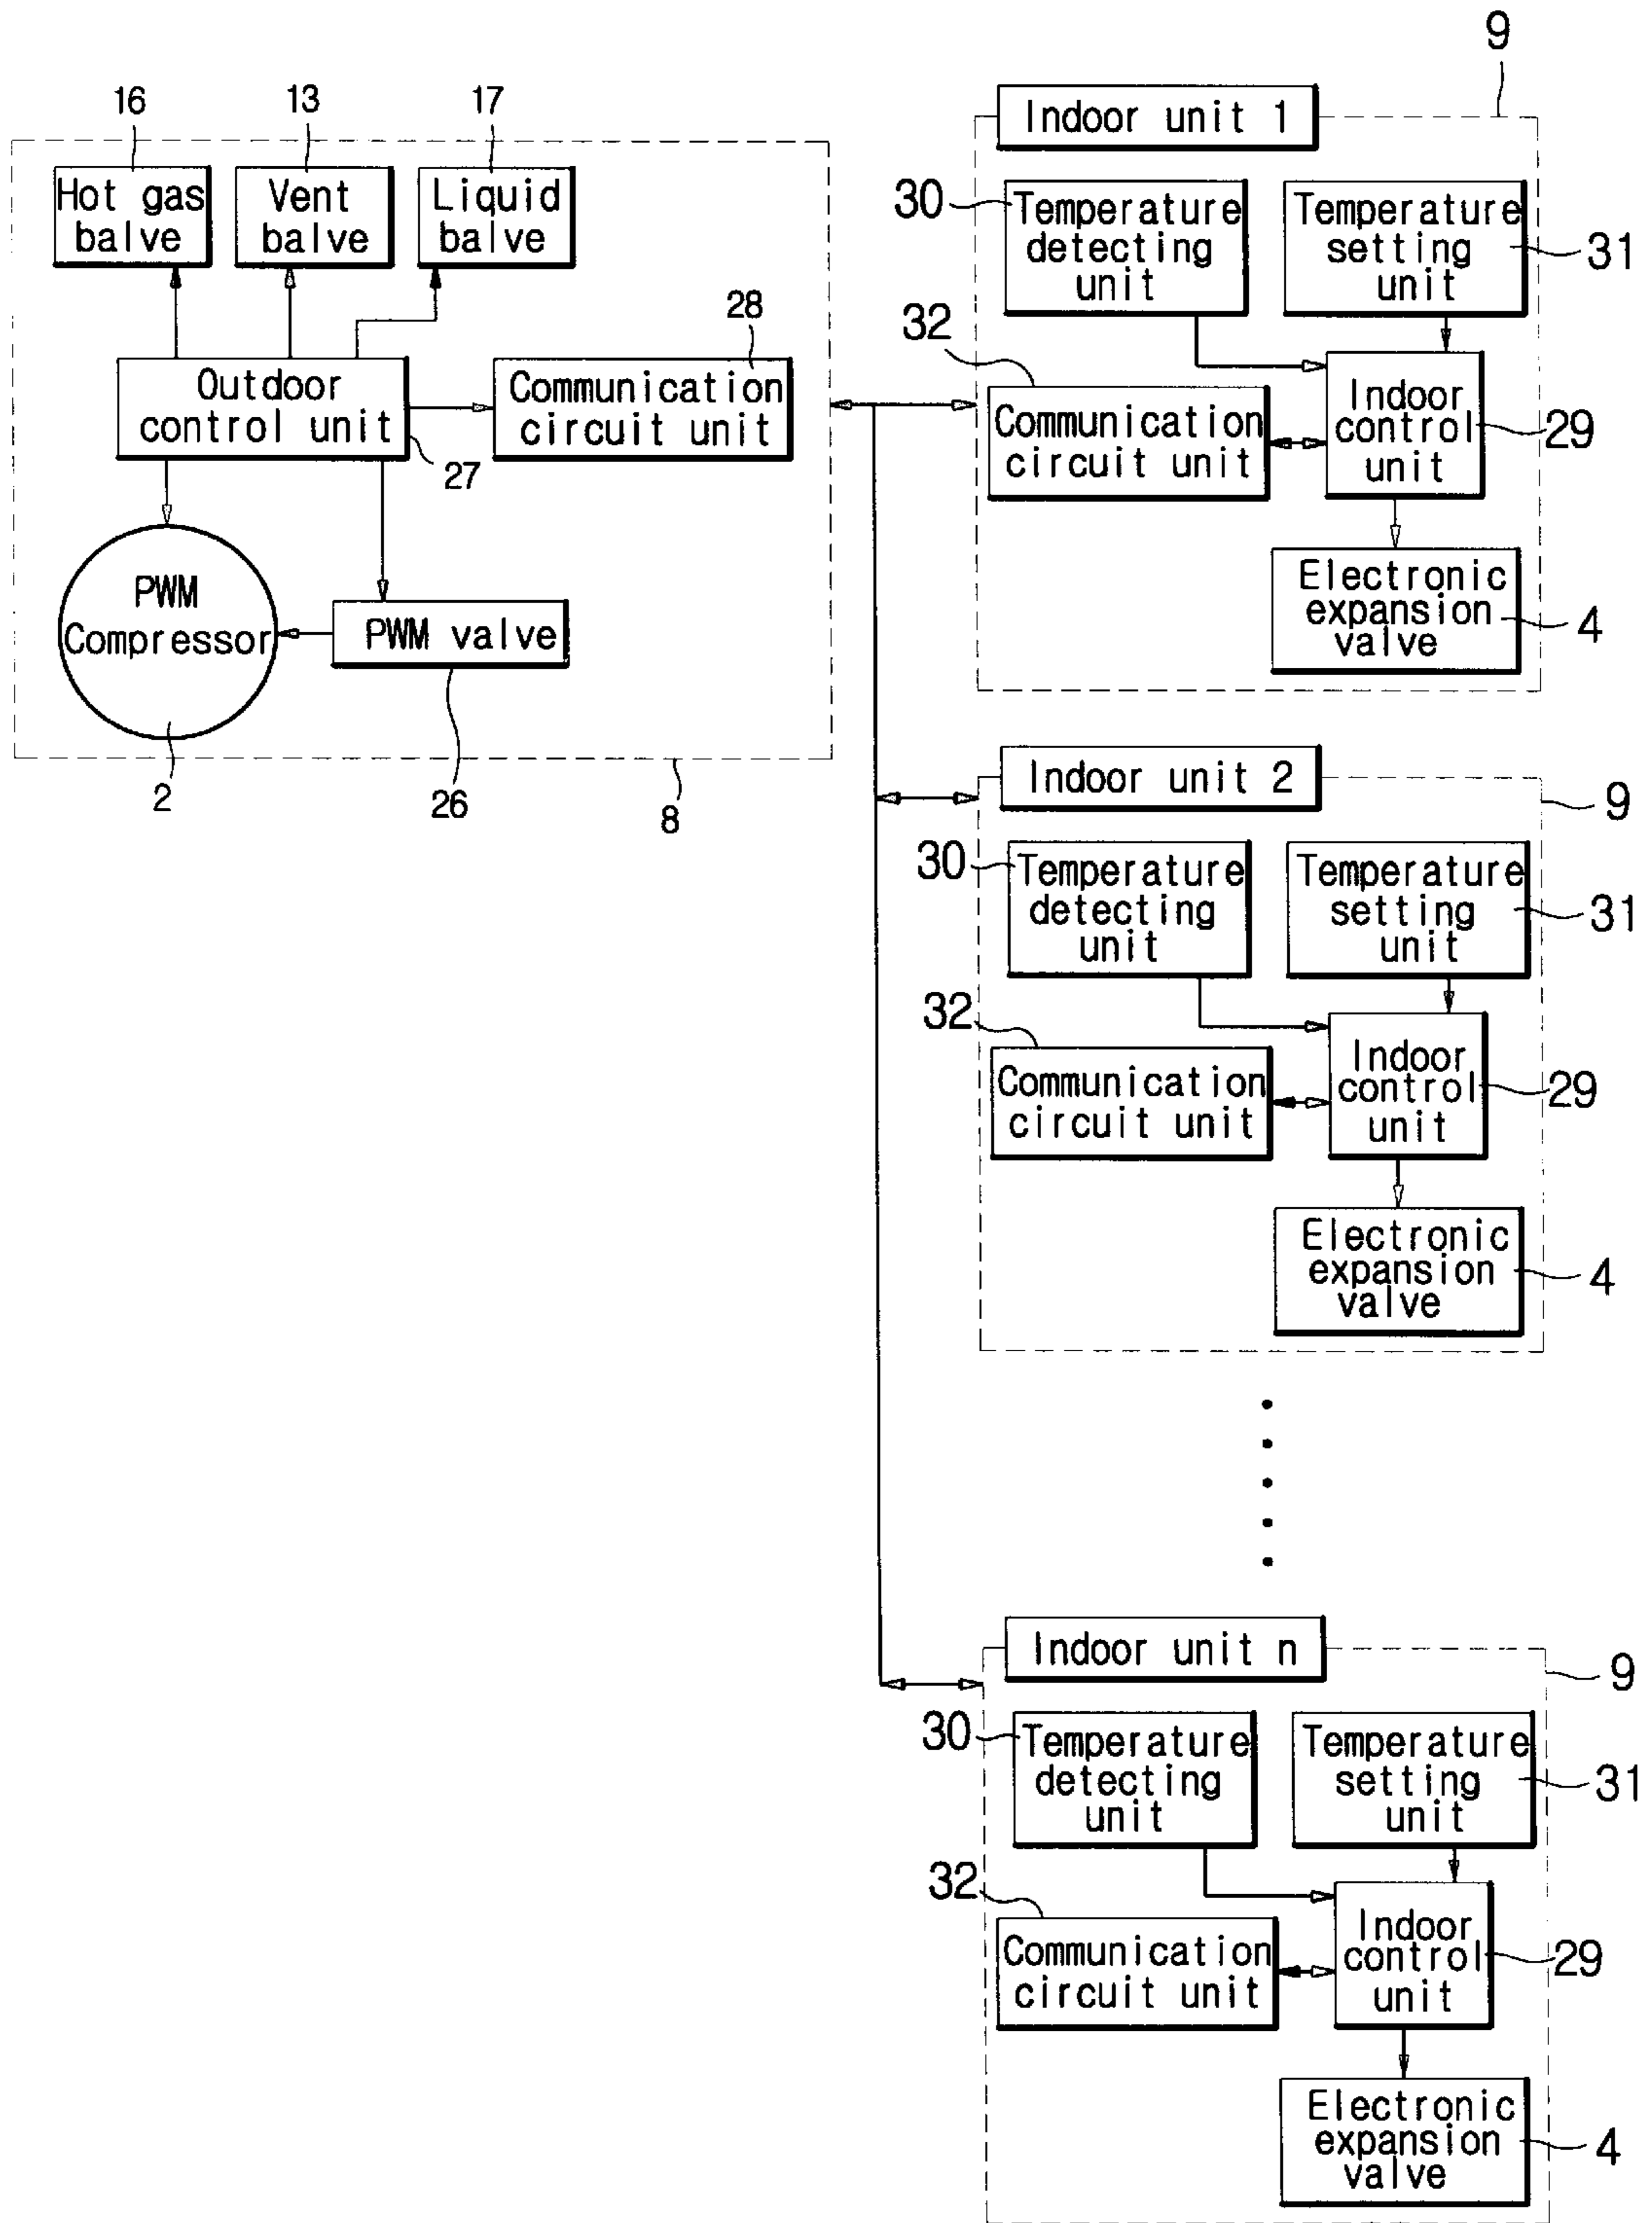 16
13
17
Hot gas
balve
Vent
balve
Liquid
balve
28
Outdoor
control unit
27
Communication
circuit unit
PWM
Compressor
PWM valve
2
26
8
9
Indoor unit 1
30
Temperature
detecting
unit
Temperature
setting
unit
31
32
Communication
circuit unit
Indoor
control
unit
29
Electronic
expansion
valve
4
Indoor unit 2
9
30
Temperature
detecting
unit
Temperature
setting
unit
31
32
Communication
circuit unit
Indoor
control
unit
29
Electronic
expansion
valve
4
Indoor unit n
9
30
Temperature
detecting
unit
Temperature
setting
unit
31
32
Communication
circuit unit
Indoor
control
unit
29
Electronic
expansion
valve
4